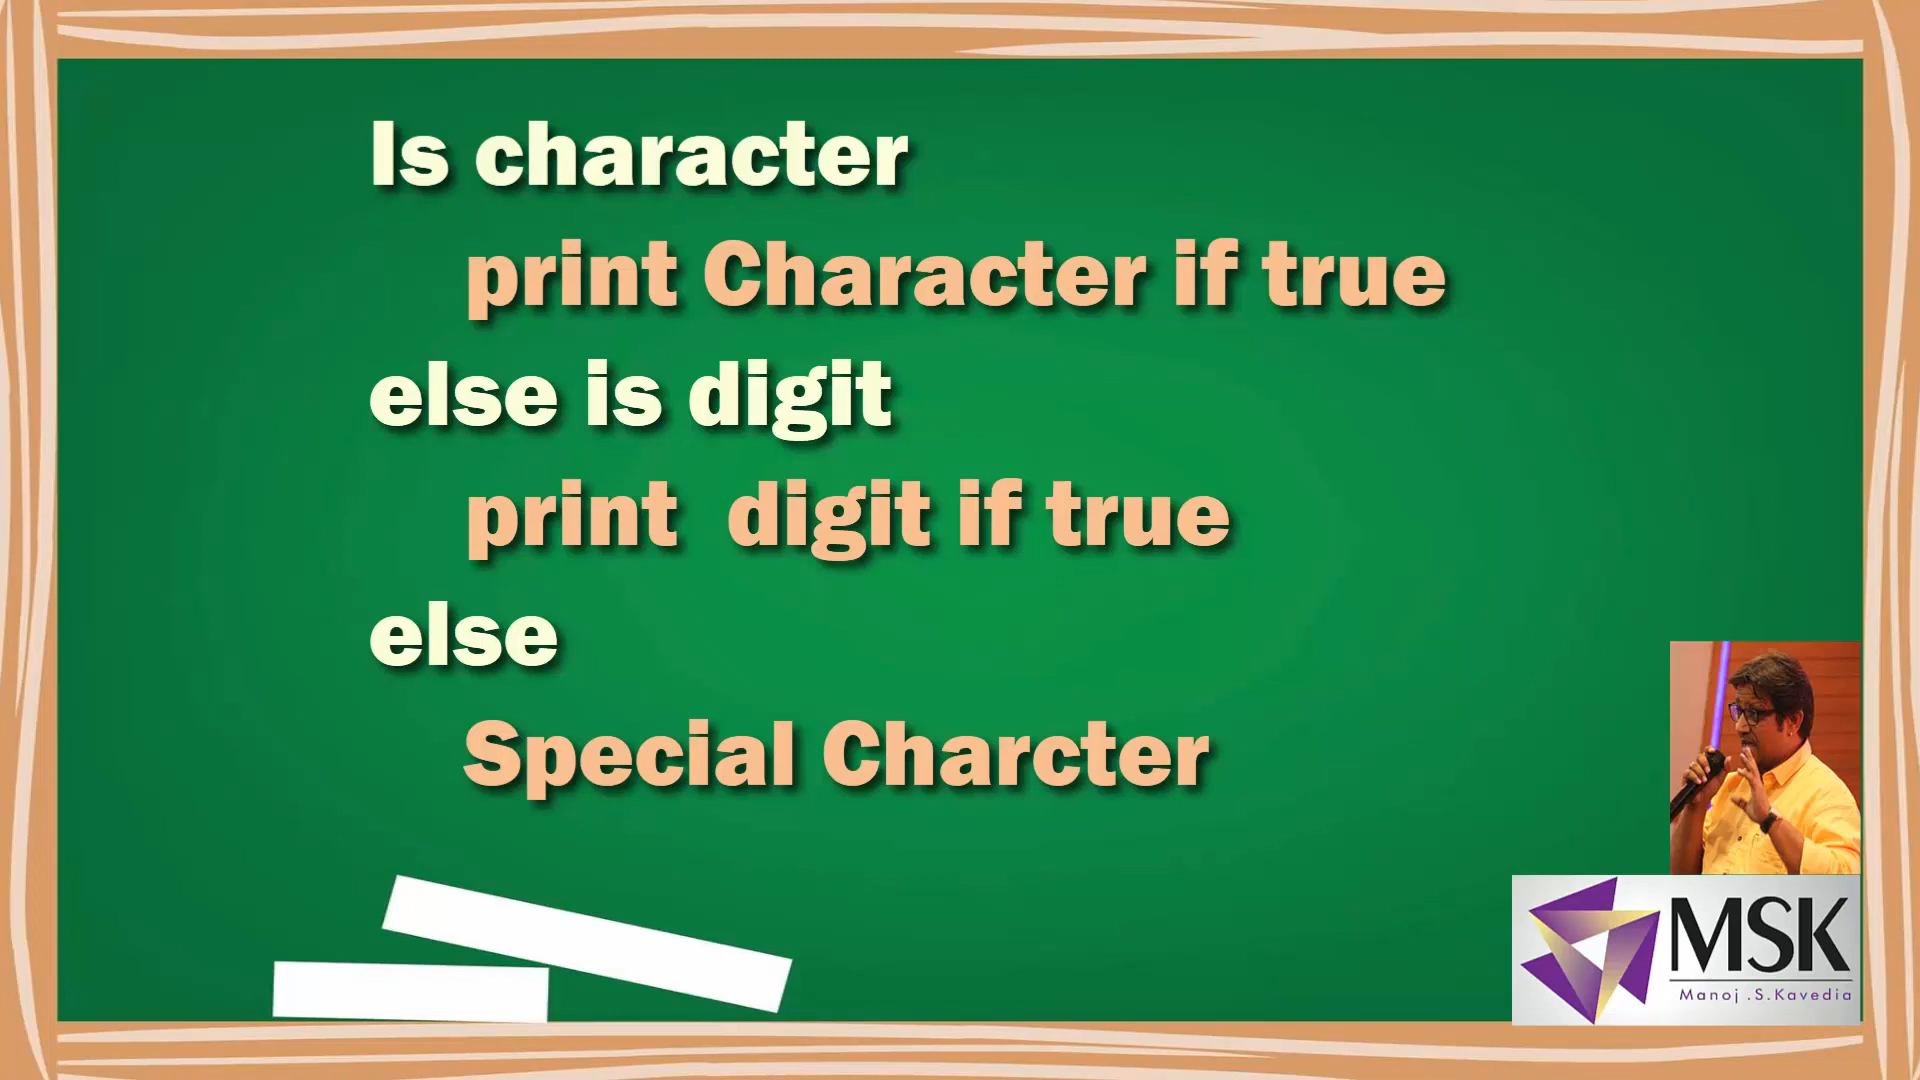 Is character
print Character if true
else is digit
print  digit if true
else
Special Charcter
MSK
Manoj .S.Kavedia